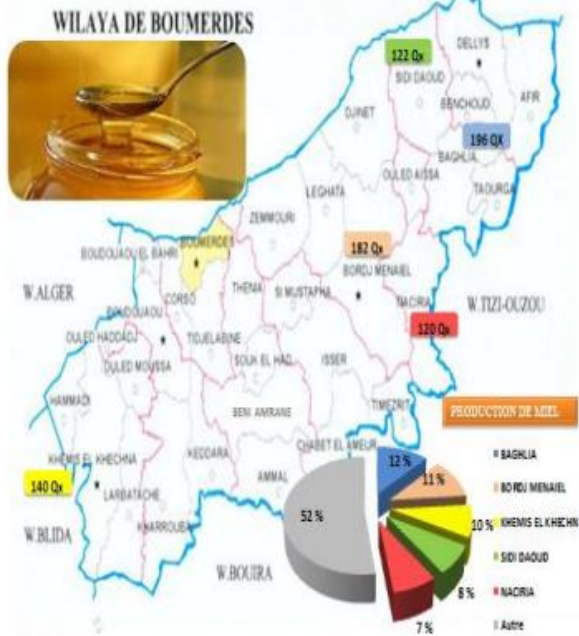 WILAYA DE BOUMERDES
122 Qx
DELLYS
SIDI DAOUD
BENCHOUD
AFIR
DJINET
196 QX
BAGHLIA
OULED AISSA
TAOURGA
LEGHATA
ZEMMOURI
182 Qx
BOUMERDES
BOUDOUAOU EL BAHRI
BORDJ MENAIEL
W.ALGER
THENIA
SI MUSTAPHA
NACIRIA
W.TIZI-OUZOU
CORSO
BOUDOUAOU
120 Qx
OULED HADDADJ
TIDJELABINE
SOUK EL HAD
ISSER
OULED MOUSSA
HAMMADI
BENI AMRANE
TIMEZRIT
PRODUCTION DE MIEL
CHABET EL AMEUR
KHEMIS EL KHECHNA
KEDDARA
AMMAL
140 Qx
LARBATACHE
KHARROUBA
W.BLIDA
W.BOUIRA
12 %
11 %
10 %
8 %
7 %
52 %
BAGHLIA
BORDJ MENAIEL
KHEMIS EL KHECHN
SIDI DAOUD
NACIRIA
Autre